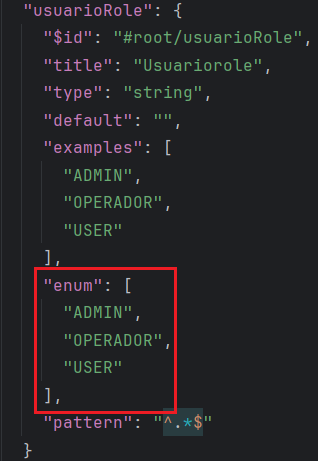 "usuarioRole": {
"$id": "#root/usuarioRole",
"title": "Usuariorole",
"type": "string",
"default": "",
"examples": [
"ADMIN",
"OPERADOR",
"USER"
],
"enum": [
"ADMIN",
"OPERADOR",
"USER"
],
"pattern": "^.*$"
}